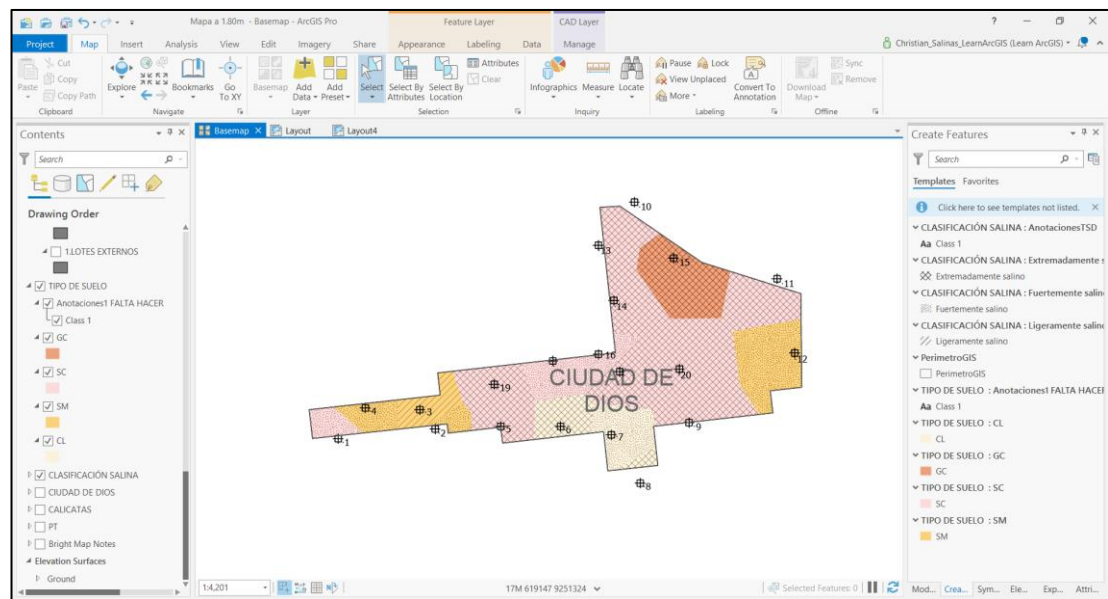 Mapa a 1.80m - Basemap - ArcGIS Pro
Feature Layer
CAD Layer
?
Project
Map
Insert
Analysis
View
Edit
Imagery
Share
Appearance
Labeling
Data
Manage
Christian_Salinas_LearnArcGIS (Learn ArcGIS)
Paste
Cut
Copy
Copy Path
Clipboard
Explore
Bookmarks
Go To XY
Navigate
Basemap
Add Data
Add Preset
Layer
Select
Select By Attributes
Select By Location
Attributes
Clear
Selection
Infographics
Measure
Locate
Inquiry
Pause
Lock
View Unplaced
More
Labeling
Convert To Annotation
Download Map
Sync
Remove
Offline
Contents
Search
Drawing Order
1.LOTES EXTERNOS
TIPO DE SUELO
Anotaciones1 FALTA HACER
Class 1
GC
SC
SM
CL
CLASIFICACIÓN SALINA
CIUDAD DE DIOS
CALICATAS
PT
Bright Map Notes
Elevation Surfaces
Ground
Basemap
Layout
Layout4
10
13
15
11
14
16
12
20
19
CIUDAD DE
DIOS
4
3
1
2
5
6
7
9
8
1:4,201
17M 619147 9251324
Selected Features: 0
Create Features
Search
Templates Favorites
Click here to see templates not listed.
CLASIFICACIÓN SALINA : AnotacionesTSD
Aa Class 1
CLASIFICACIÓN SALINA : Extremadamente s
Extremadamente salino
CLASIFICACIÓN SALINA : Fuertemente salin
Fuertemente salino
CLASIFICACIÓN SALINA : Ligeramente salin
Ligeramente salino
PerimetroGIS
PerimetroGIS
TIPO DE SUELO : Anotaciones1 FALTA HACER
Aa Class 1
TIPO DE SUELO : CL
CL
TIPO DE SUELO : GC
GC
TIPO DE SUELO : SC
SC
TIPO DE SUELO : SM
SM
Mod...
Crea...
Sym...
Ele...
Exp...
Attri...